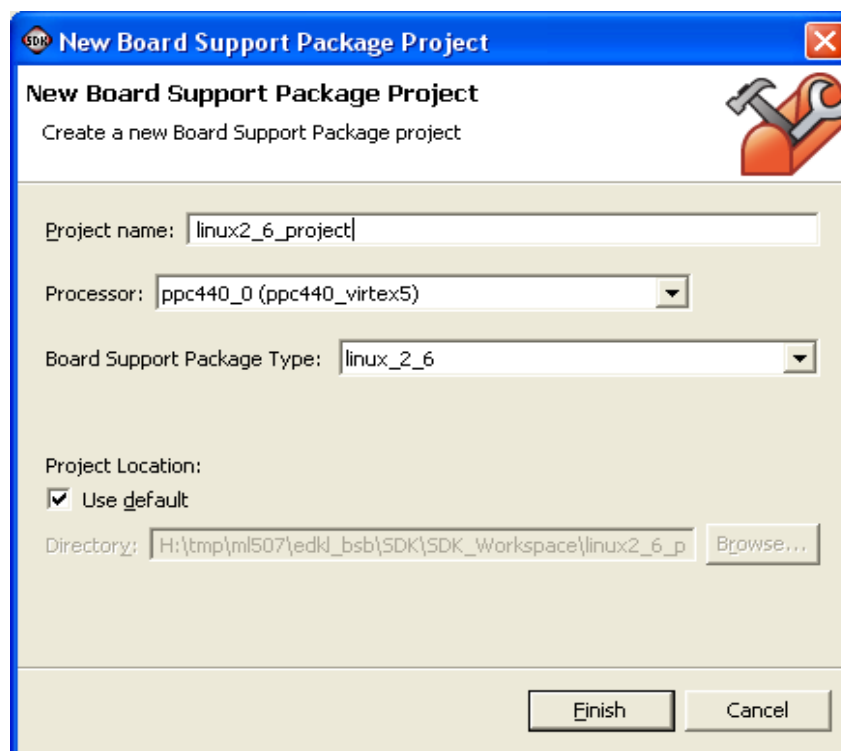 SDK New Board Support Package Project
New Board Support Package Project
Create a new Board Support Package project
Project name: linux2_6_project
Processor: ppc440_0 (ppc440_virtex5)
Board Support Package Type: linux_2_6
Project Location:
Use default
Directory: H:\tmp\ml507\edkl_bsb\SDK\SDK_Workspace\linux2_6_p Browse...
Finish Cancel